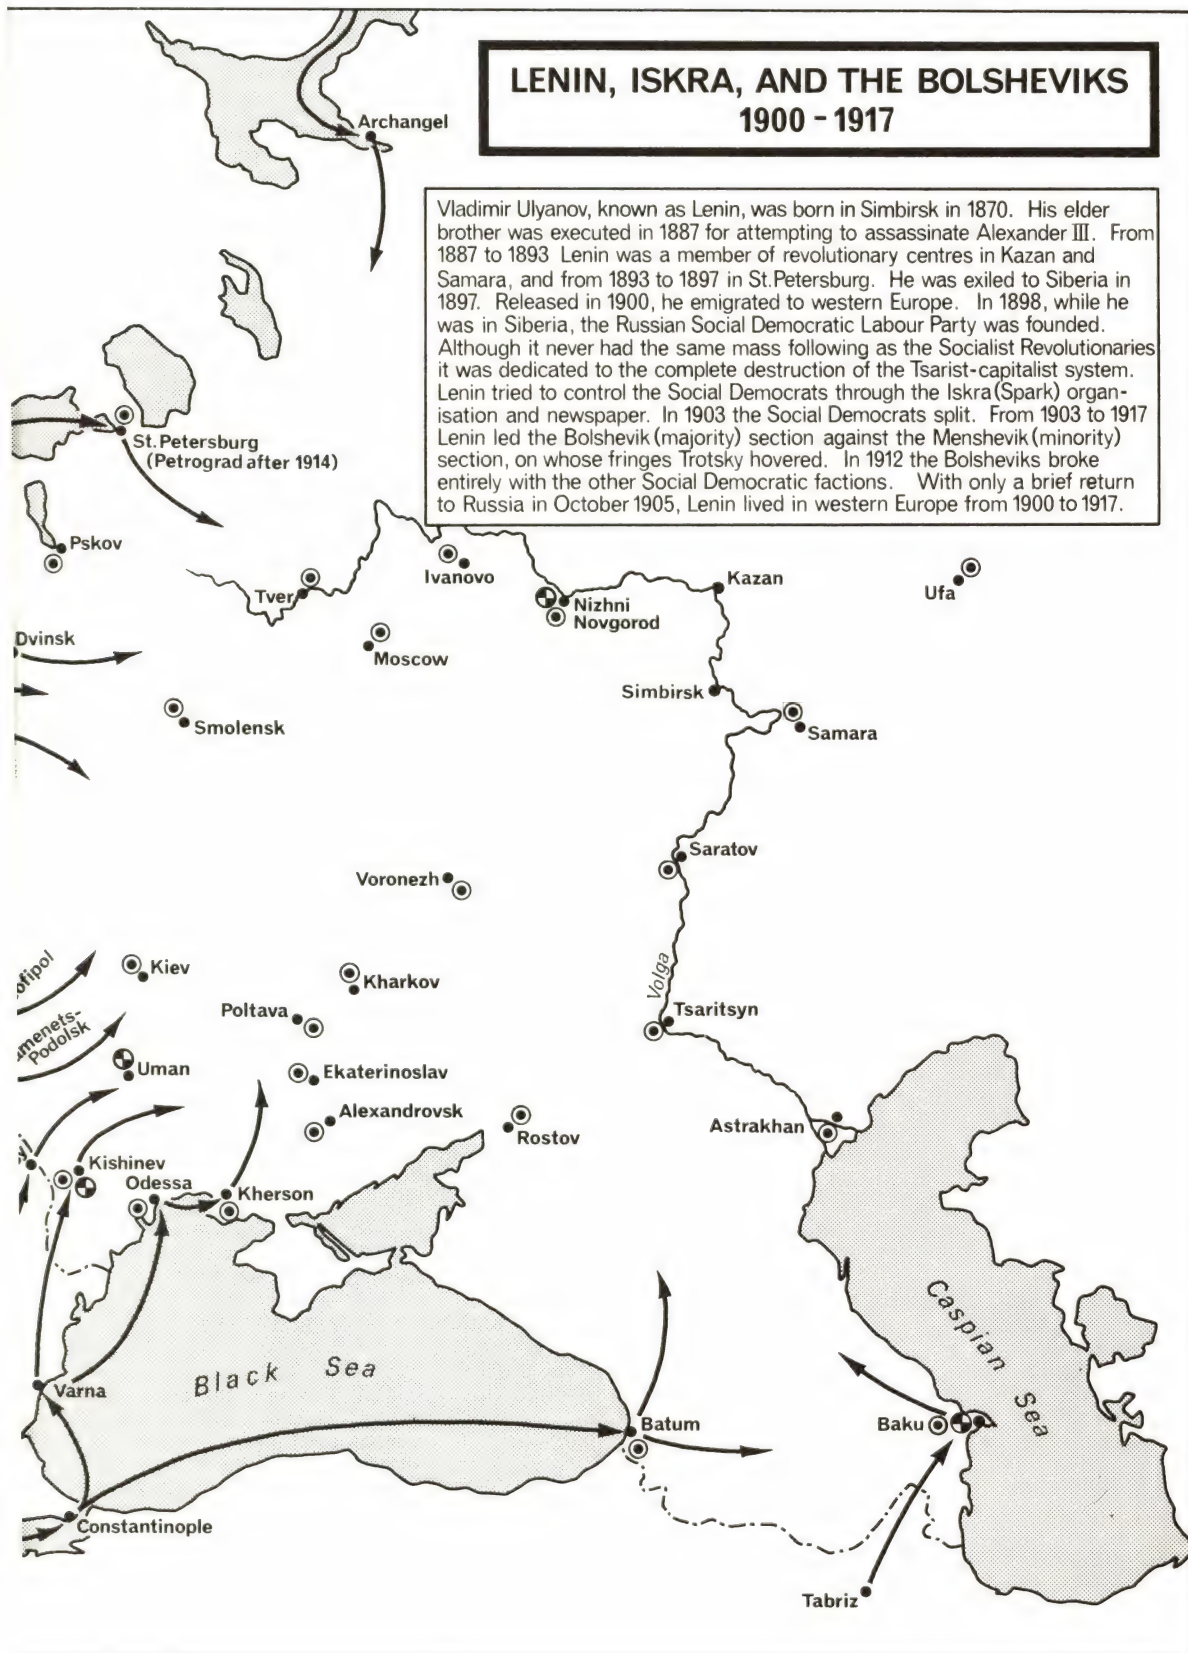 LENIN, ISKRA, AND THE BOLSHEVIKS
1900 - 1917
Vladimir Ulyanov, known as Lenin, was born in Simbirsk in 1870. His elder
brother was executed in 1887 for attempting to assassinate Alexander III. From
1887 to 1893 Lenin was a member of revolutionary centres in Kazan and
Samara, and from 1893 to 1897 in St.Petersburg. He was exiled to Siberia in
1897. Released in 1900, he emigrated to western Europe. In 1898, while he
was in Siberia, the Russian Social Democratic Labour Party was founded.
Although it never had the same mass following as the Socialist Revolutionaries
it was dedicated to the complete destruction of the Tsarist-capitalist system.
Lenin tried to control the Social Democrats through the Iskra (Spark) organ-
isation and newspaper. In 1903 the Social Democrats split. From 1903 to 1917
Lenin led the Bolshevik (majority) section against the Menshevik (minority)
section, on whose fringes Trotsky hovered. In 1912 the Bolsheviks broke
entirely with the other Social Democratic factions. With only a brief return
to Russia in October 1905, Lenin lived in western Europe from 1900 to 1917.
Archangel
St. Petersburg
(Petrograd after 1914)
Pskov
Ivanovo
Kazan
Ufa
Tver
Nizhni
Novgorod
Dvinsk
Moscow
Simbirsk
Smolensk
Samara
Saratov
Voronezh
Volga
ofipol
Kiev
Kharkov
Poltava
Tsaritsyn
amenets-
Podolsk
Uman
Ekaterinoslav
Alexandrovsk
Rostov
Astrakhan
Kishinev
Odessa
Kherson
Caspian Sea
Black Sea
Varna
Batum
Baku
Constantinople
Tabriz